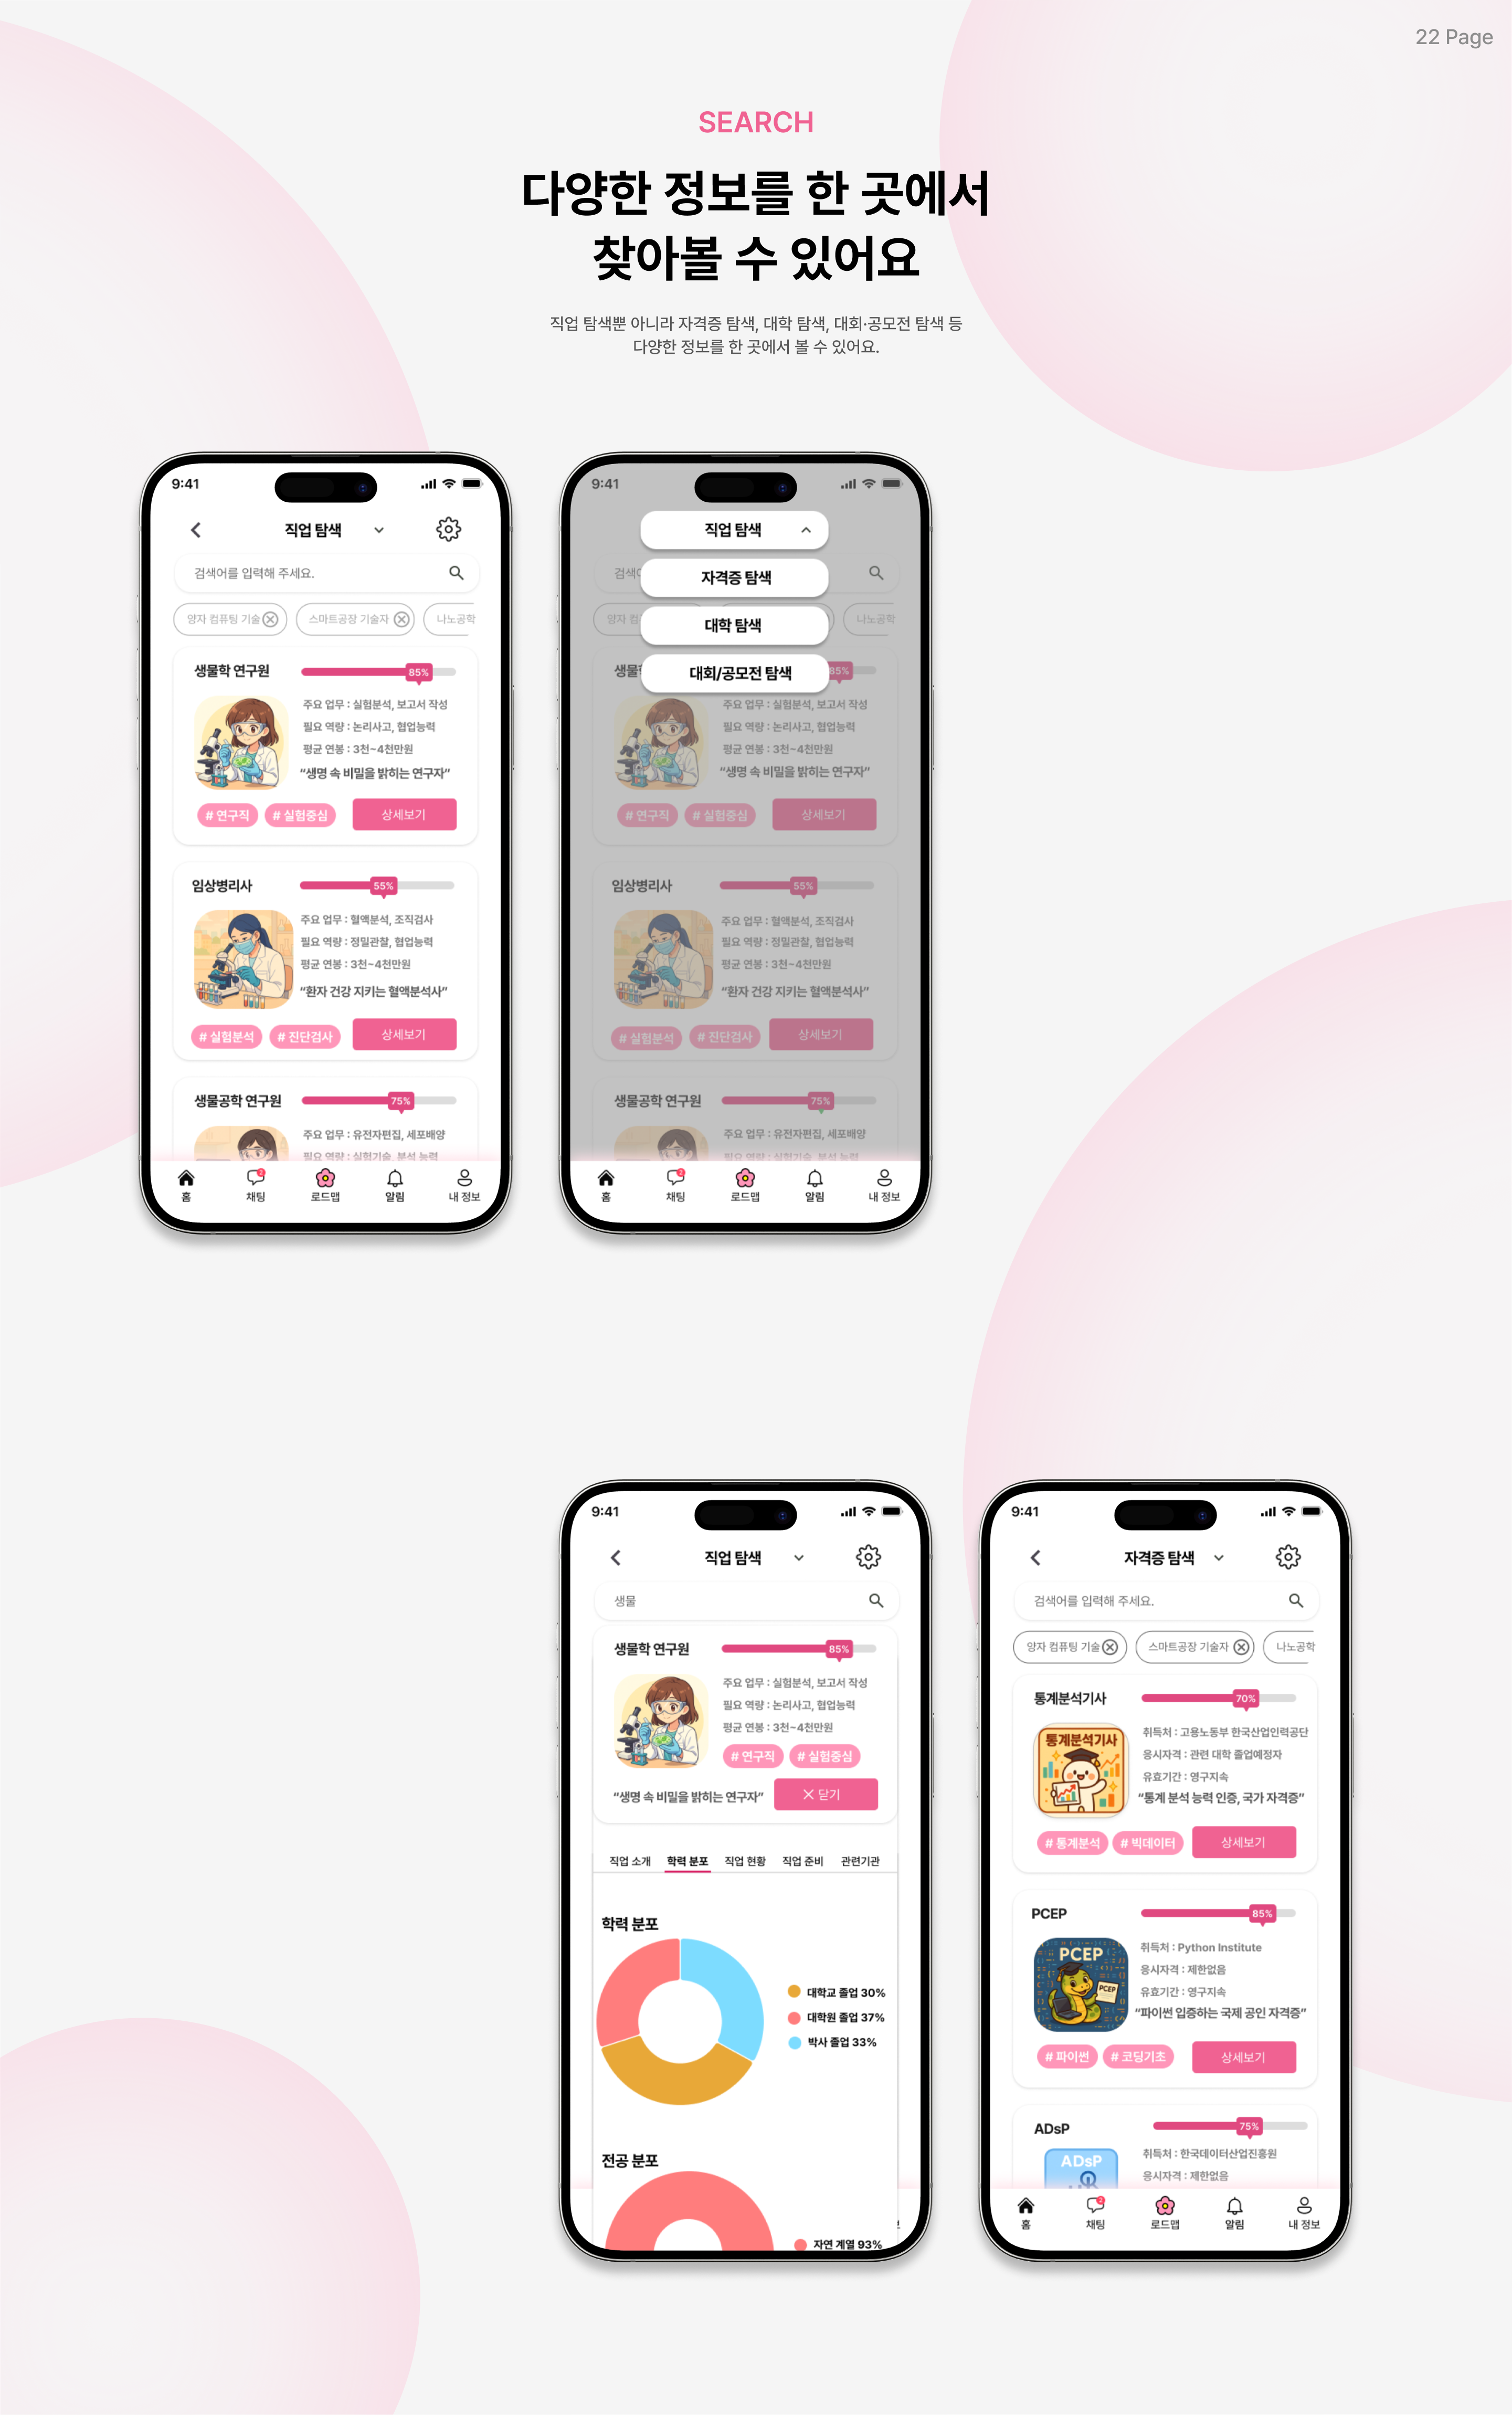 22 Page
SEARCH
다양한 정보를 한 곳에서
찾아볼 수 있어요
직업 탐색뿐 아니라 자격증 탐색, 대학 탐색, 대회·공모전 탐색 등
다양한 정보를 한 곳에서 볼 수 있어요.
9:41
직업 탐색
검색어를 입력해 주세요.
양자 컴퓨팅 기술
스마트공장 기술자
나노공학
생물학 연구원
85%
주요 업무 : 실험분석, 보고서 작성
필요 역량 : 논리사고, 협업능력
평균 연봉 : 3천~4천만원
“생명 속 비밀을 밝히는 연구자”
# 연구직
# 실험중심
상세보기
임상병리사
55%
주요 업무 : 혈액분석, 조직검사
필요 역량 : 정밀관찰, 협업능력
평균 연봉 : 3천~4천만원
“환자 건강 지키는 혈액분석사”
# 실험분석
# 진단검사
상세보기
생물공학 연구원
75%
주요 업무 : 유전자편집, 세포배양
필요 역량 : 실험기술, 분석 능력
홈
채팅
2
로드맵
알림
내 정보
9:41
직업 탐색
자격증 탐색
대학 탐색
대회/공모전 탐색
검색
양자 컴
나노공학
생물
85%
주요 업무 : 실험분석, 보고서 작성
필요 역량 : 논리사고, 협업능력
평균 연봉 : 3천~4천만원
“생명 속 비밀을 밝히는 연구자”
# 연구직
# 실험중심
상세보기
임상병리사
55%
주요 업무 : 혈액분석, 조직검사
필요 역량 : 정밀관찰, 협업능력
평균 연봉 : 3천~4천만원
“환자 건강 지키는 혈액분석사”
# 실험분석
# 진단검사
상세보기
생물공학 연구원
75%
주요 업무 : 유전자편집, 세포배양
필요 역량 : 실험기술, 분석 능력
홈
채팅
2
로드맵
알림
내 정보
9:41
직업 탐색
생물
생물학 연구원
85%
주요 업무 : 실험분석, 보고서 작성
필요 역량 : 논리사고, 협업능력
평균 연봉 : 3천~4천만원
# 연구직
# 실험중심
“생명 속 비밀을 밝히는 연구자”
닫기
직업 소개
학력 분포
직업 현황
직업 준비
관련기관
학력 분포
대학교 졸업 30%
대학원 졸업 37%
박사 졸업 33%
전공 분포
자연 계열 93%
9:41
자격증 탐색
검색어를 입력해 주세요.
양자 컴퓨팅 기술
스마트공장 기술자
나노공학
통계분석기사
70%
통계분석기사
취득처 : 고용노동부 한국산업인력공단
응시자격 : 관련 대학 졸업예정자
유효기간 : 영구지속
“통계 분석 능력 인증, 국가 자격증”
# 통계분석
# 빅데이터
상세보기
PCEP
85%
PCEP
PCEP
취득처 : Python Institute
응시자격 : 제한없음
유효기간 : 영구지속
“파이썬 입증하는 국제 공인 자격증”
# 파이썬
# 코딩기초
상세보기
ADsP
75%
ADsP
취득처 : 한국데이터산업진흥원
응시자격 : 제한없음
홈
채팅
2
로드맵
알림
내 정보